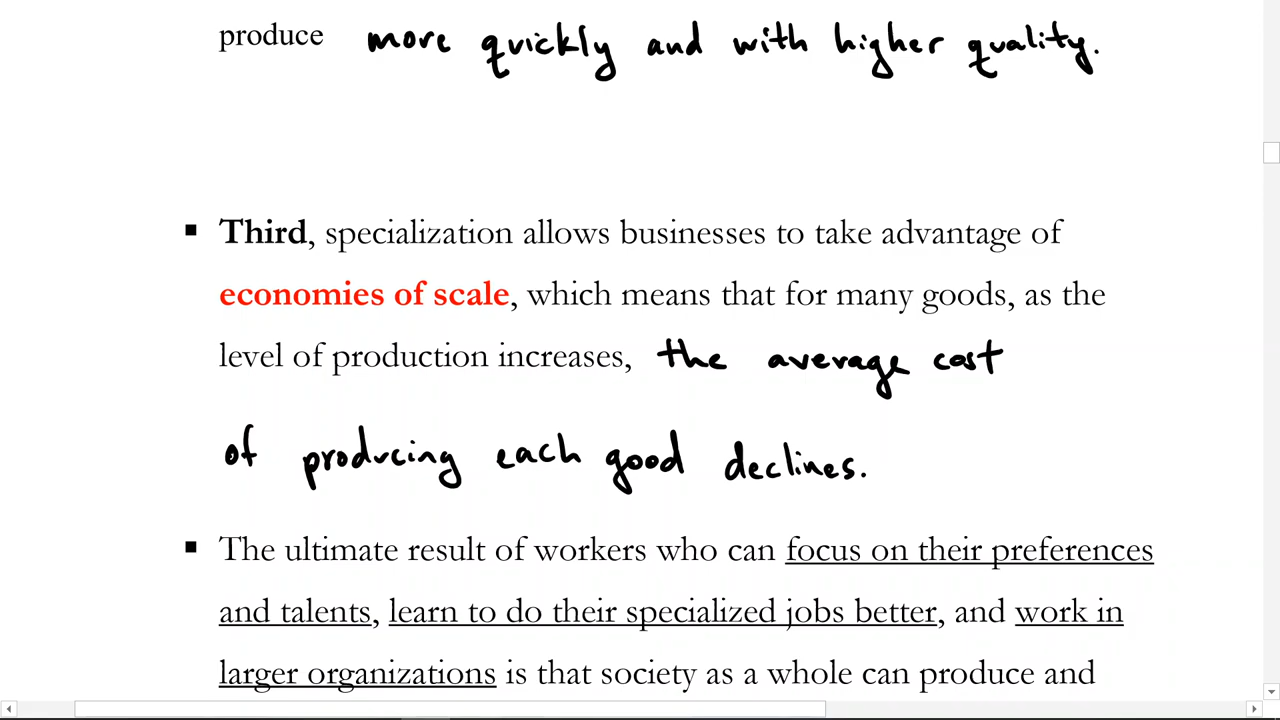 produce more quickly and with higher quality.
▪ Third, specialization allows businesses to take advantage of
economies of scale, which means that for many goods, as the
level of production increases, the average cost
of producing each good declines.
▪ The ultimate result of workers who can focus on their preferences
and talents, learn to do their specialized jobs better, and work in
larger organizations is that society as a whole can produce and